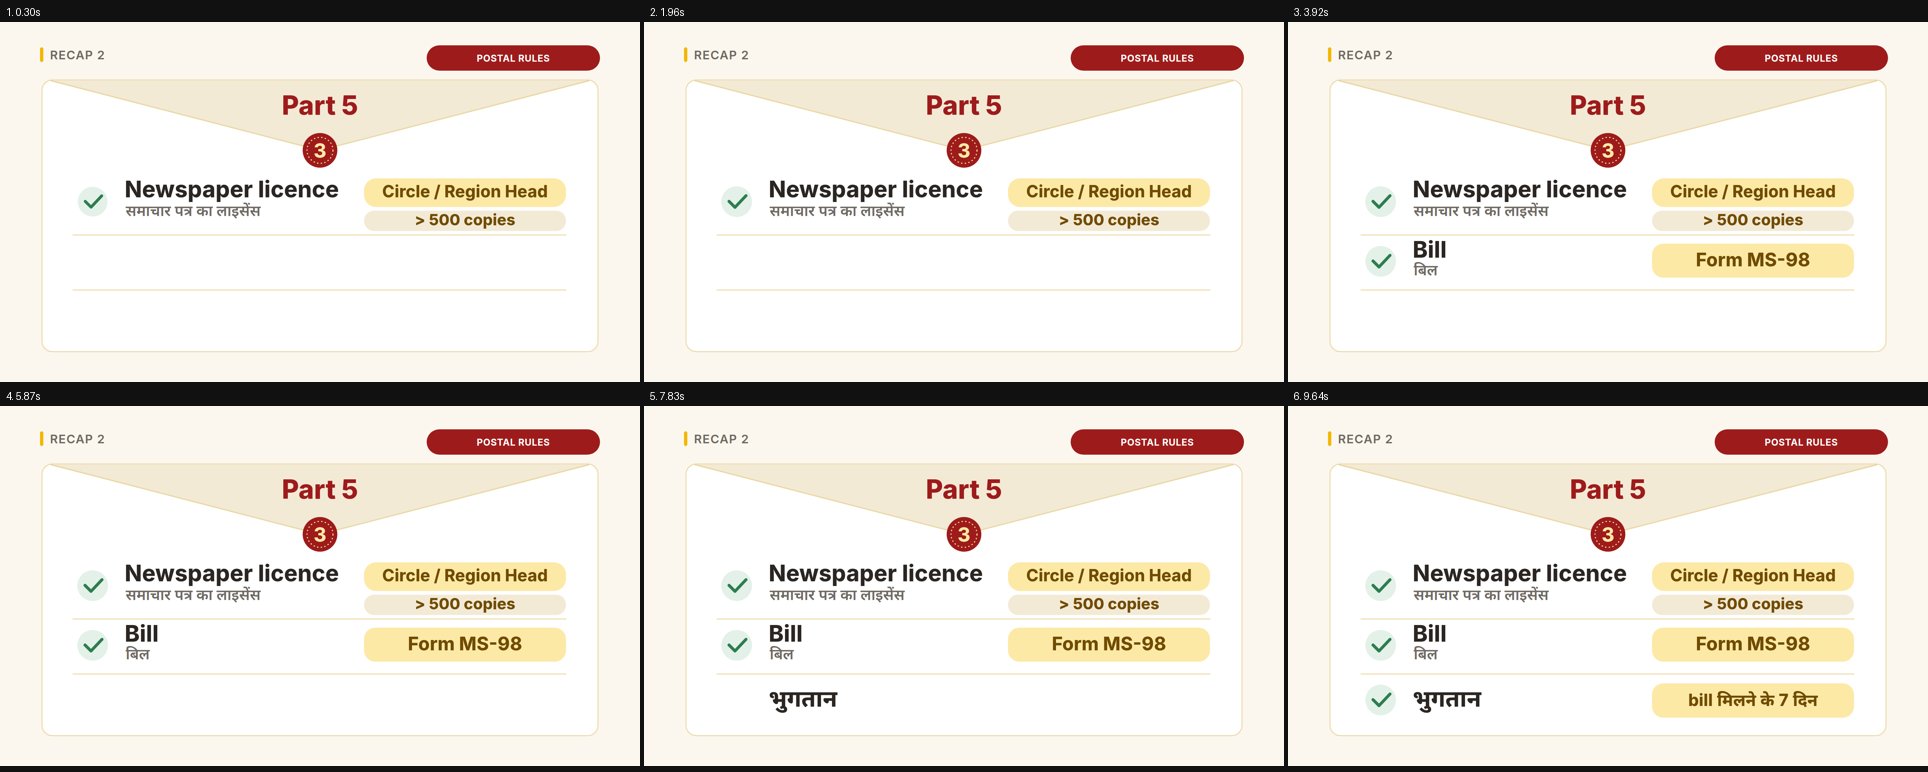 1. 0.30s
RECAP 2
POSTAL RULES
Part 5
3
Newspaper licence
समाचार पत्र का लाइसेंस
Circle / Region Head
> 500 copies
2. 1.96s
RECAP 2
POSTAL RULES
Part 5
3
Newspaper licence
समाचार पत्र का लाइसेंस
Circle / Region Head
> 500 copies
3. 3.92s
RECAP 2
POSTAL RULES
Part 5
3
Newspaper licence
समाचार पत्र का लाइसेंस
Circle / Region Head
> 500 copies
Bill
बिल
Form MS-98
4. 5.87s
RECAP 2
POSTAL RULES
Part 5
3
Newspaper licence
समाचार पत्र का लाइसेंस
Circle / Region Head
> 500 copies
Bill
बिल
Form MS-98
5. 7.83s
RECAP 2
POSTAL RULES
Part 5
3
Newspaper licence
समाचार पत्र का लाइसेंस
Circle / Region Head
> 500 copies
Bill
बिल
Form MS-98
भुगतान
6. 9.64s
RECAP 2
POSTAL RULES
Part 5
3
Newspaper licence
समाचार पत्र का लाइसेंस
Circle / Region Head
> 500 copies
Bill
बिल
Form MS-98
भुगतान
bill मिलने के 7 दिन